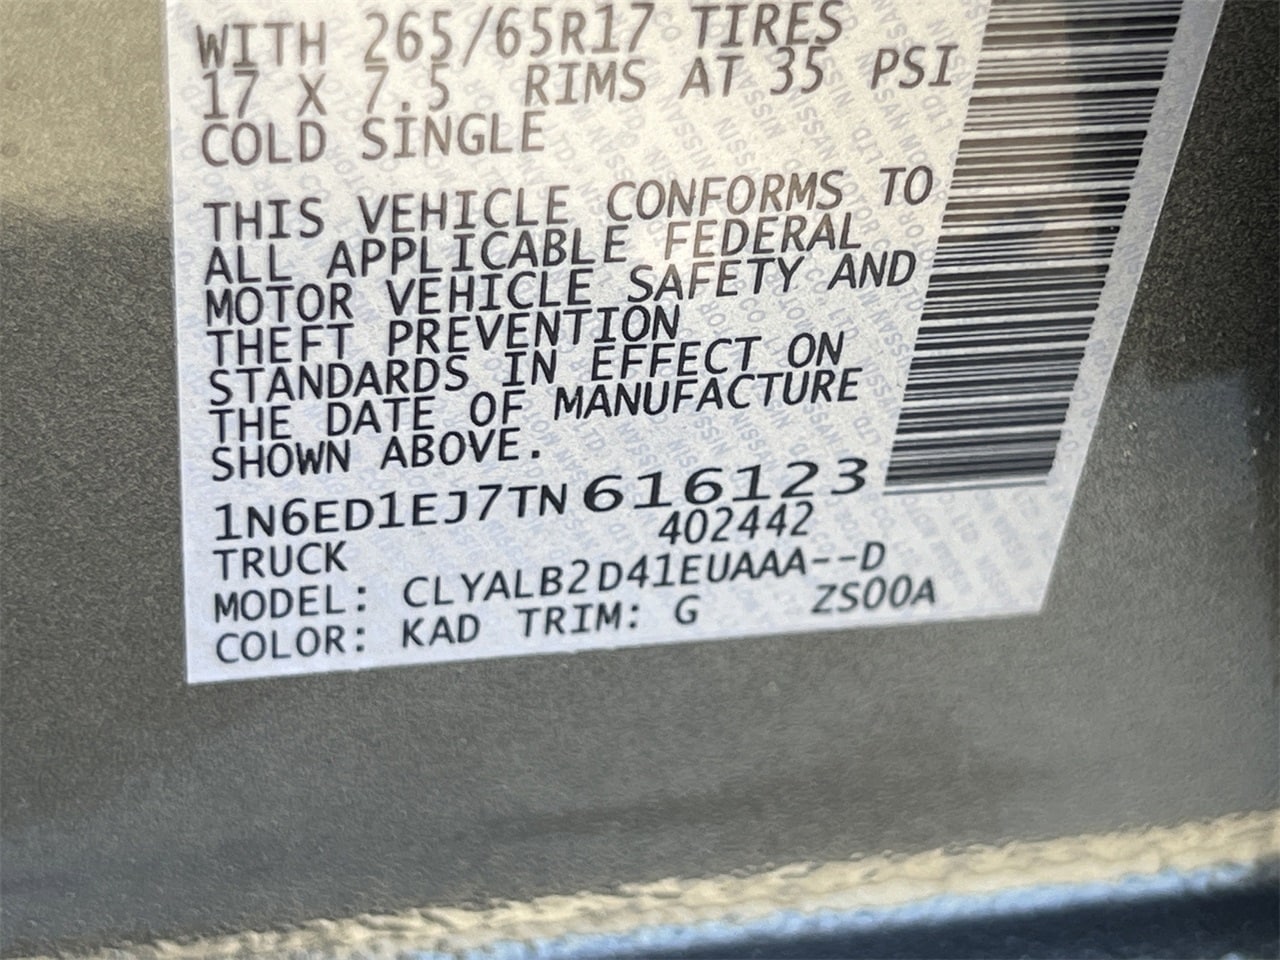 WITH 265/65R17 TIRES
17 X 7.5 RIMS AT 35 PSI
COLD SINGLE
THIS VEHICLE CONFORMS TO
ALL APPLICABLE FEDERAL
MOTOR VEHICLE SAFETY AND
THEFT PREVENTION
STANDARDS IN EFFECT ON
THE DATE OF MANUFACTURE
SHOWN ABOVE.
1N6ED1EJ7TN616123
402442
TRUCK
MODEL: CLYALB2D41EUAAA--D
COLOR: KAD TRIM: G ZS00A